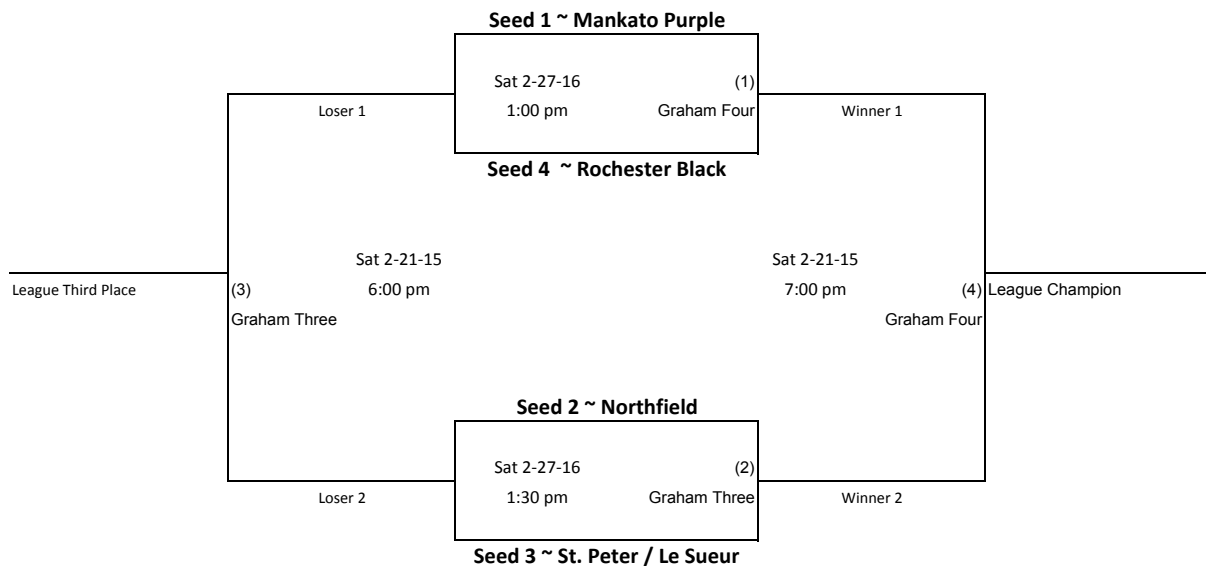 Seed 1 ~ Mankato Purple
Sat 2-27-16 (1)
Loser 1 1:00 pm Graham Four Winner 1
Seed 4 ~ Rochester Black
Sat 2-21-15 Sat 2-21-15
League Third Place (3) 6:00 pm 7:00 pm (4) League Champion
Graham Three Graham Four
Seed 2 ~ Northfield
Sat 2-27-16 (2)
Loser 2 1:30 pm Graham Three Winner 2
Seed 3 ~ St. Peter / Le Sueur